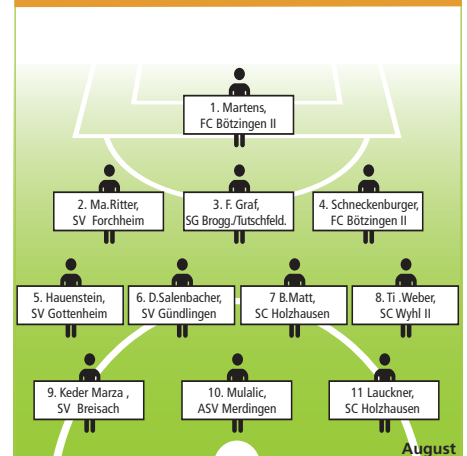 1. Martens,
FC Bötzingen II
2. Ma.Ritter,
SV Forchheim
3. F. Graf,
SG Brogg./Tutschfeld.
4. Schneckenburger,
FC Bötzingen II
5. Hauenstein,
SV Gottenheim
6. D.Salenbacher,
SV Gündlingen
7 B.Matt,
SC Holzhausen
8. Ti .Weber,
SC Wyhl II
9. Keder Marza ,
SV Breisach
10. Mulalic,
ASV Merdingen
11 Lauckner,
SC Holzhausen
August